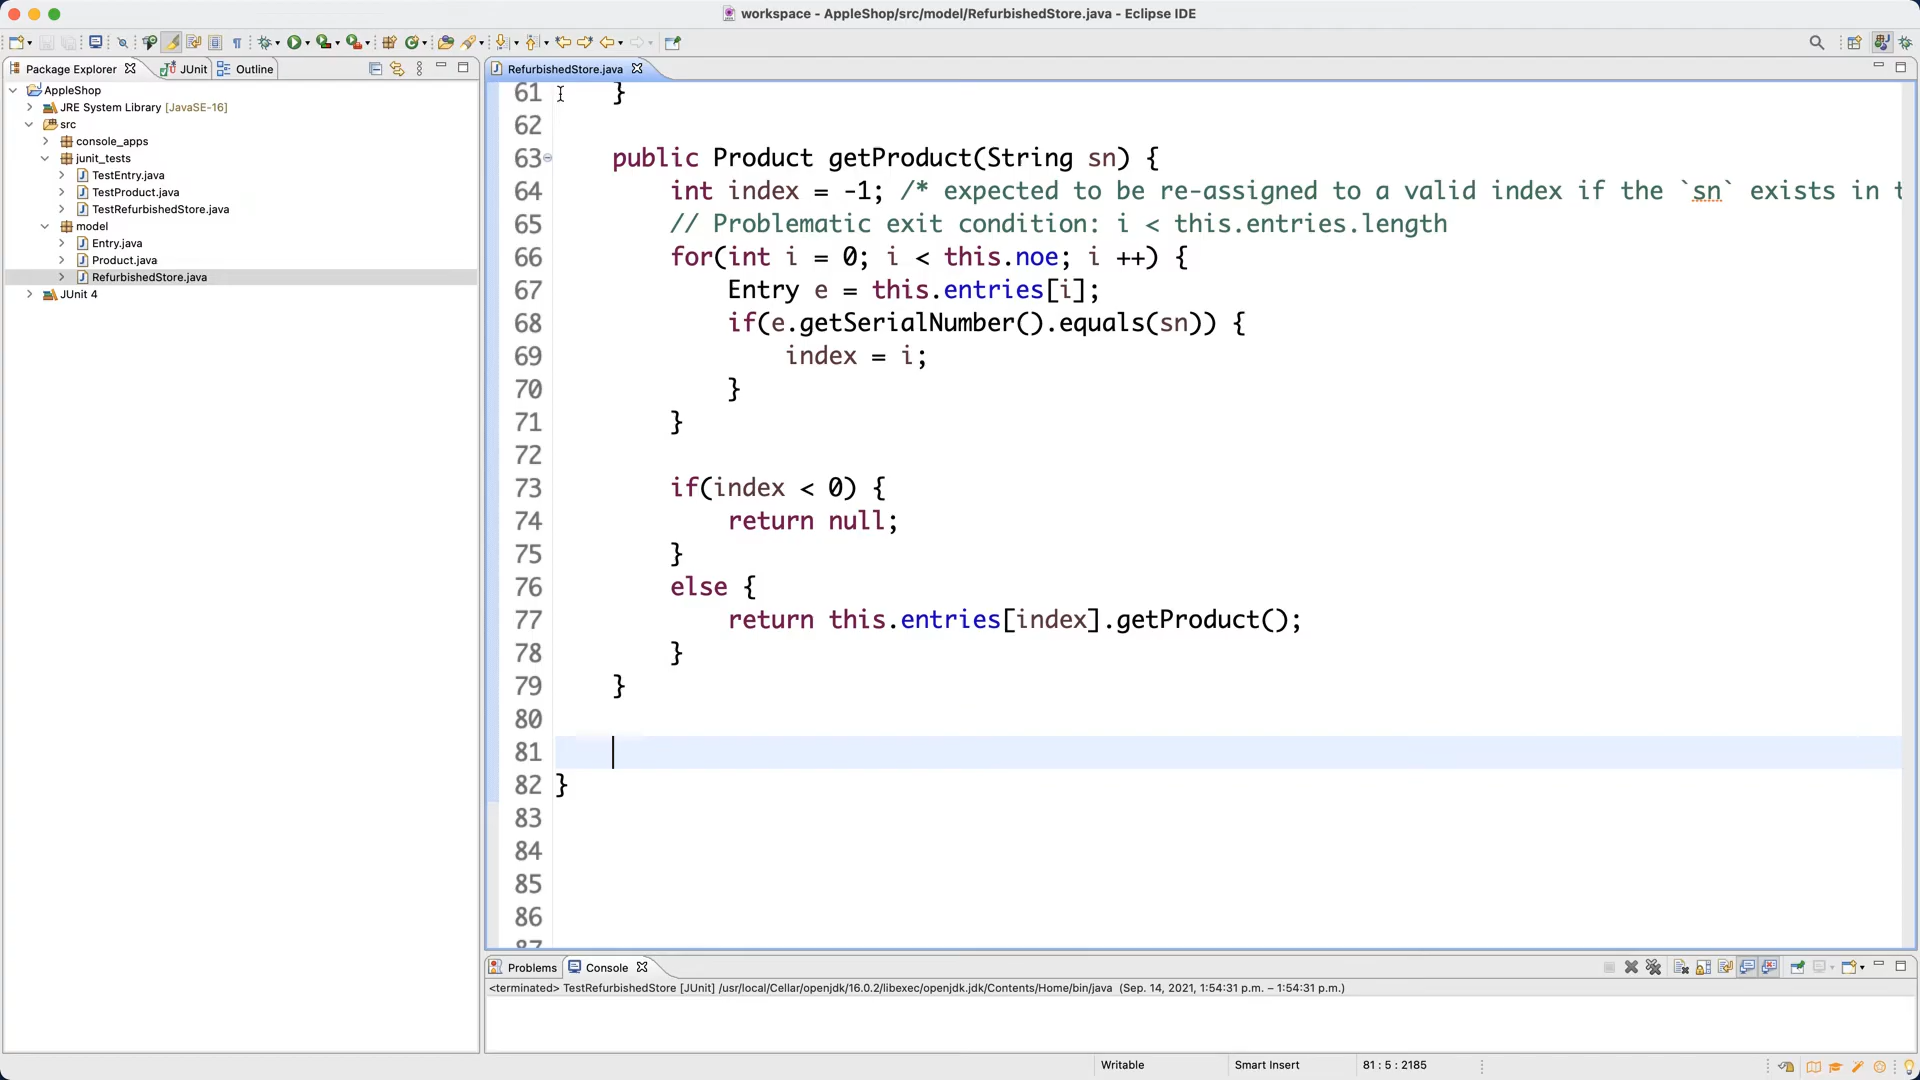 workspace - AppleShop/src/model/RefurbishedStore.java - Eclipse IDE
Package Explorer
JUnit
Outline
AppleShop
JRE System Library [JavaSE-16]
src
console_apps
junit_tests
TestEntry.java
TestProduct.java
TestRefurbishedStore.java
model
Entry.java
Product.java
RefurbishedStore.java
JUnit 4
RefurbishedStore.java
61 }
62
63 public Product getProduct(String sn) {
64 int index = -1; /* expected to be re-assigned to a valid index if the `sn` exists in t
65 // Problematic exit condition: i < this.entries.length
66 for(int i = 0; i < this.noe; i ++) {
67 Entry e = this.entries[i];
68 if(e.getSerialNumber().equals(sn)) {
69 index = i;
70 }
71 }
72
73 if(index < 0) {
74 return null;
75 }
76 else {
77 return this.entries[index].getProduct();
78 }
79 }
80
81
82 }
83
84
85
86
87
Problems
Console
<terminated> TestRefurbishedStore [JUnit] /usr/local/Cellar/openjdk/16.0.2/libexec/openjdk.jdk/Contents/Home/bin/java (Sep. 14, 2021, 1:54:31 p.m. – 1:54:31 p.m.)
Writable
Smart Insert
81 : 5 : 2185